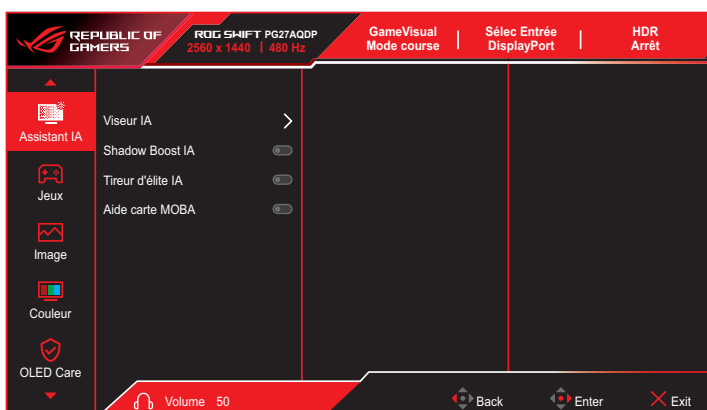 REPUBLIC OF
GAMERS
ROG SWIFT PG27AQDP
2560 x 1440 | 480 Hz
GameVisual
Mode course
Sélec Entrée
DisplayPort
HDR
Arrêt
Assistant IA
Jeux
Image
Couleur
OLED Care
Viseur IA
Shadow Boost IA
Tireur d'élite IA
Aide carte MOBA
Volume 50
Back
Enter
Exit